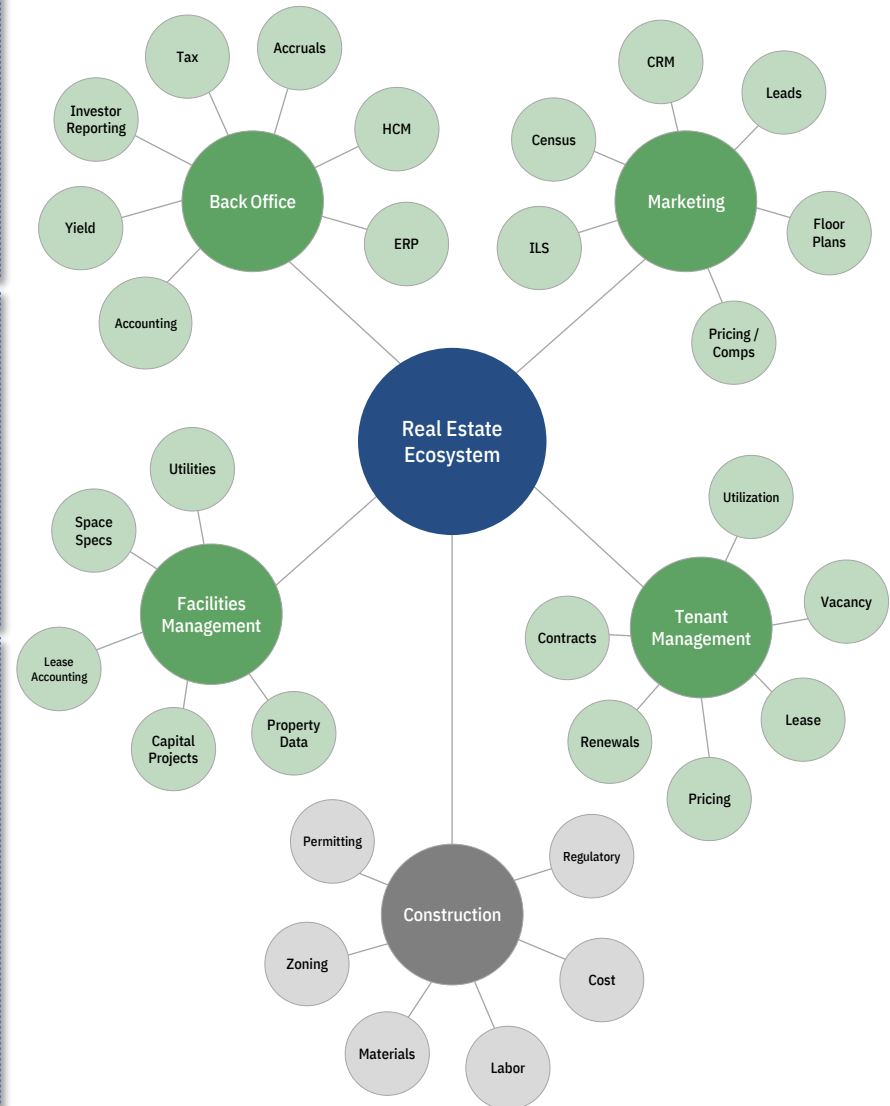 Tax
Accruals
Investor
Reporting
HCM
Back Office
Yield
ERP
Accounting
CRM
Leads
Census
Marketing
ILS
Floor
Plans
Pricing /
Comps
Real Estate
Ecosystem
Utilities
Space
Specs
Facilities
Management
Lease
Accounting
Capital
Projects
Property
Data
Utilization
Vacancy
Contracts
Tenant
Management
Renewals
Lease
Pricing
Permitting
Regulatory
Construction
Zoning
Cost
Materials
Labor